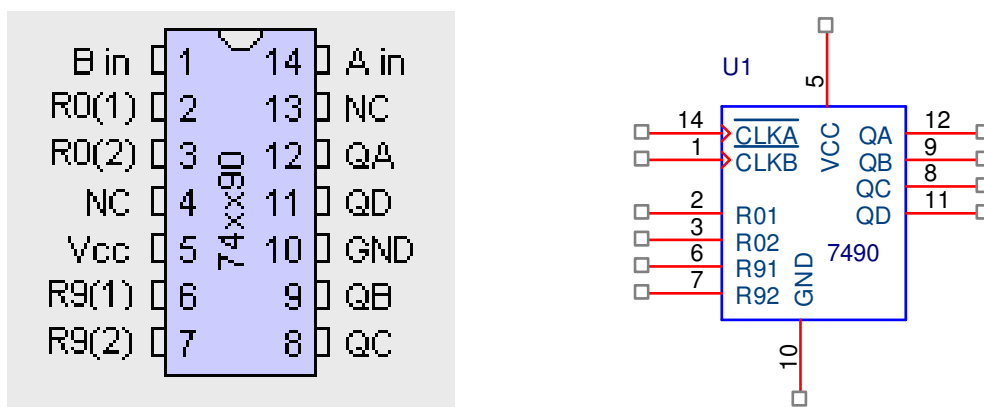 B in 1 14 A in
R0(1) 2 13 NC
R0(2) 3 12 QA
NC 4 11 QD
Vcc 5 10 GND
R9(1) 6 9 QB
R9(2) 7 8 QC
74xx90
U1
5
14 CLKA VCC QA 12
1 CLKB QB 9
QC 8
2 R01 QD 11
3 R02 7490
6 R91
7 R92 GND
10